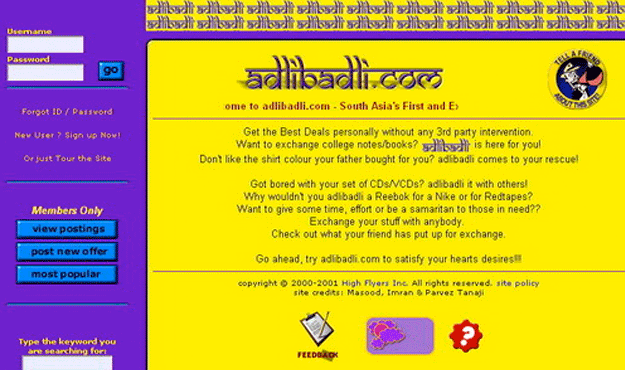 adlibadli adlibadli adlibadli adlibadli adlibadli adlibadli adlibadli adlibadli
adlibadli adlibadli adlibadli adlibadli adlibadli adlibadli adlibadli adlibadli
Username
Password
go
Forgot ID / Password
New User ? Sign up Now!
Or just Tour the Site
Members Only
view postings
post new offer
most popular
Type the keyword you
are searching for:
adlibadli.com
TELL A FRIEND
ABOUT THIS SITE!
ome to adlibadli.com - South Asia's First and E
Get the Best Deals personally without any 3rd party intervention.
Want to exchange college notes/books? adlibadli is here for you!
Don't like the shirt colour your father bought for you? adlibadli comes to your rescue!
Got bored with your set of CDs/VCDs? adlibadli it with others!
Why wouldn't you adlibadli a Reebok for a Nike or for Redtapes?
Want to give some time, effort or be a samaritan to those in need??
Exchange your stuff with anybody.
Check out what your friend has put up for exchange.
Go ahead, try adlibadli.com to satisfy your hearts desires!!!
copyright © 2000-2001 High Flyers Inc. All rights reserved. site policy
site credits: Masood, Imran & Parvez Tanaji
FEEDBACK
?